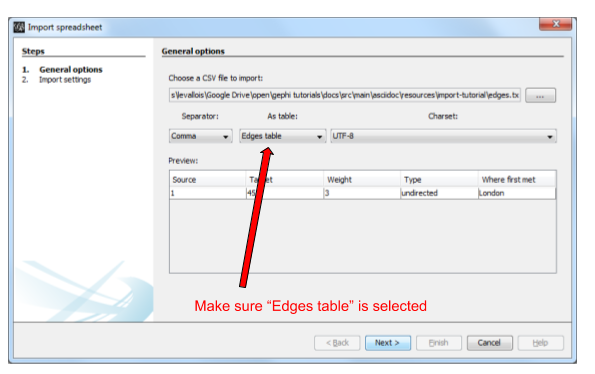 Import spreadsheet
Steps
1. General options
2. Import settings
General options
Choose a CSV file to import:
s\levallois\Google Drive\open\gephi tutorials\docs\src\main\asciidoc\resources\import-tutorial\edges.tx ...
Separator: As table: Charset:
Comma Edges table UTF-8
Preview:
Source Target Weight Type Where first met
1 3 undirected London
Make sure “Edges table” is selected
< Back Next > Finish Cancel Help